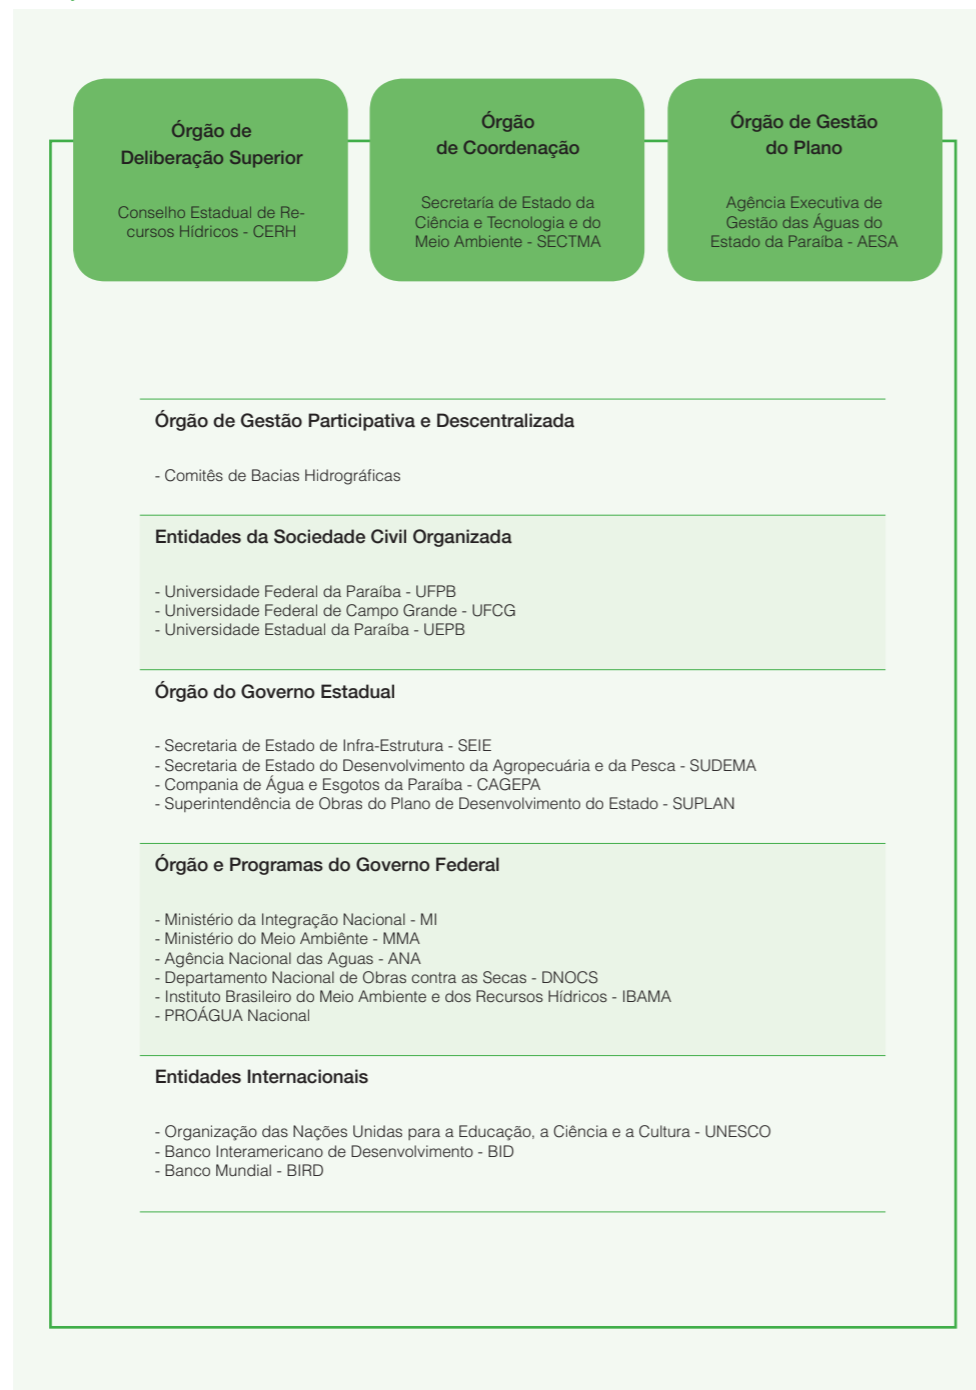 Órgão de
Deliberação Superior
Conselho Estadual de Re-
cursos Hídricos - CERH
Órgão
de Coordenação
Secretaría de Estado da
Ciência e Tecnologia e do
Meio Ambiente - SECTMA
Órgão de Gestão
do Plano
Agência Executiva de
Gestão das Águas do
Estado da Paraíba - AESA
Órgão de Gestão Participativa e Descentralizada
- Comitês de Bacias Hidrográficas
Entidades da Sociedade Civil Organizada
- Universidade Federal da Paraíba - UFPB
- Universidade Federal de Campo Grande - UFCG
- Universidade Estadual da Paraíba - UEPB
Órgão do Governo Estadual
- Secretaria de Estado de Infra-Estrutura - SEIE
- Secretaria de Estado do Desenvolvimento da Agropecuária e da Pesca - SUDEMA
- Compania de Água e Esgotos da Paraíba - CAGEPA
- Superintendência de Obras do Plano de Desenvolvimento do Estado - SUPLAN
Órgão e Programas do Governo Federal
- Ministério da Integração Nacional - MI
- Ministério do Meio Ambiênte - MMA
- Agência Nacional das Aguas - ANA
- Departamento Nacional de Obras contra as Secas - DNOCS
- Instituto Brasileiro do Meio Ambiente e dos Recursos Hídricos - IBAMA
- PROÁGUA Nacional
Entidades Internacionais
- Organização das Nações Unidas para a Educação, a Ciência e a Cultura - UNESCO
- Banco Interamericano de Desenvolvimento - BID
- Banco Mundial - BIRD